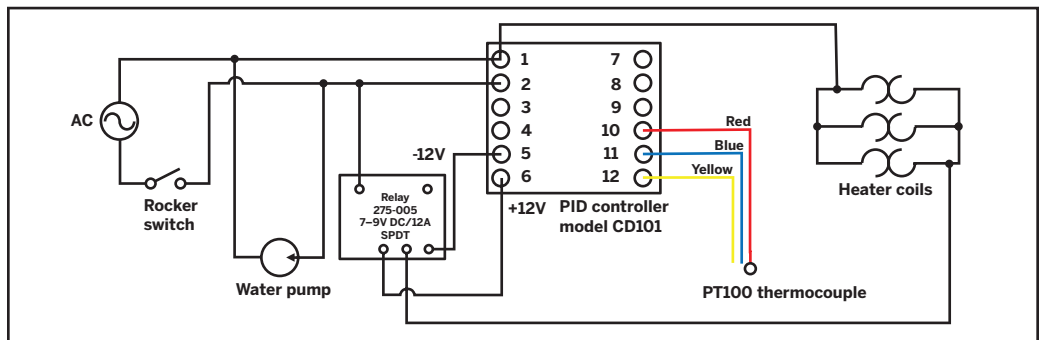 AC
Rocker
switch
Water pump
-12V
Relay
275-005
7–9V DC/12A
SPDT
1
2
3
4
5
6
7
8
9
10
11
12
+12V
PID controller
model CD101
Red
Blue
Yellow
PT100 thermocouple
Heater coils